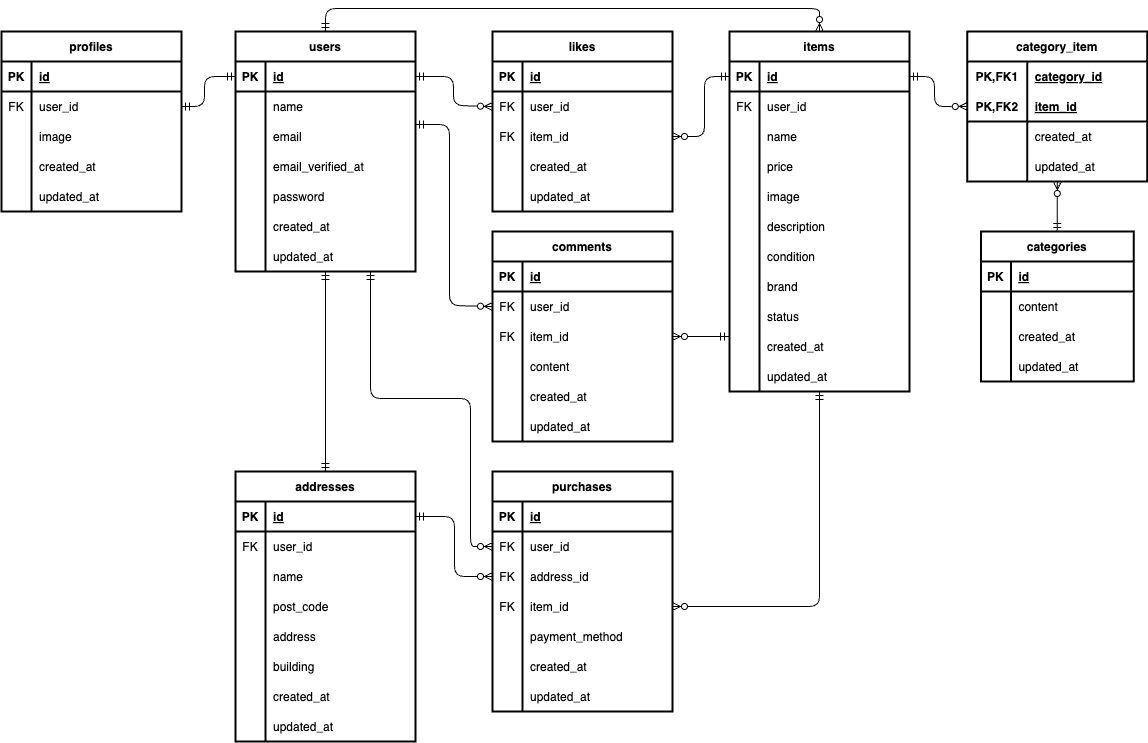 profiles
PK id
FK user_id
image
created_at
updated_at
users
PK id
name
email
email_verified_at
password
created_at
updated_at
likes
PK id
FK user_id
FK item_id
created_at
updated_at
items
PK id
FK user_id
name
price
image
description
condition
brand
status
created_at
updated_at
category_item
PK,FK1 category_id
PK,FK2 item_id
created_at
updated_at
comments
PK id
FK user_id
FK item_id
content
created_at
updated_at
categories
PK id
content
created_at
updated_at
addresses
PK id
FK user_id
name
post_code
address
building
created_at
updated_at
purchases
PK id
FK user_id
FK address_id
FK item_id
payment_method
created_at
updated_at